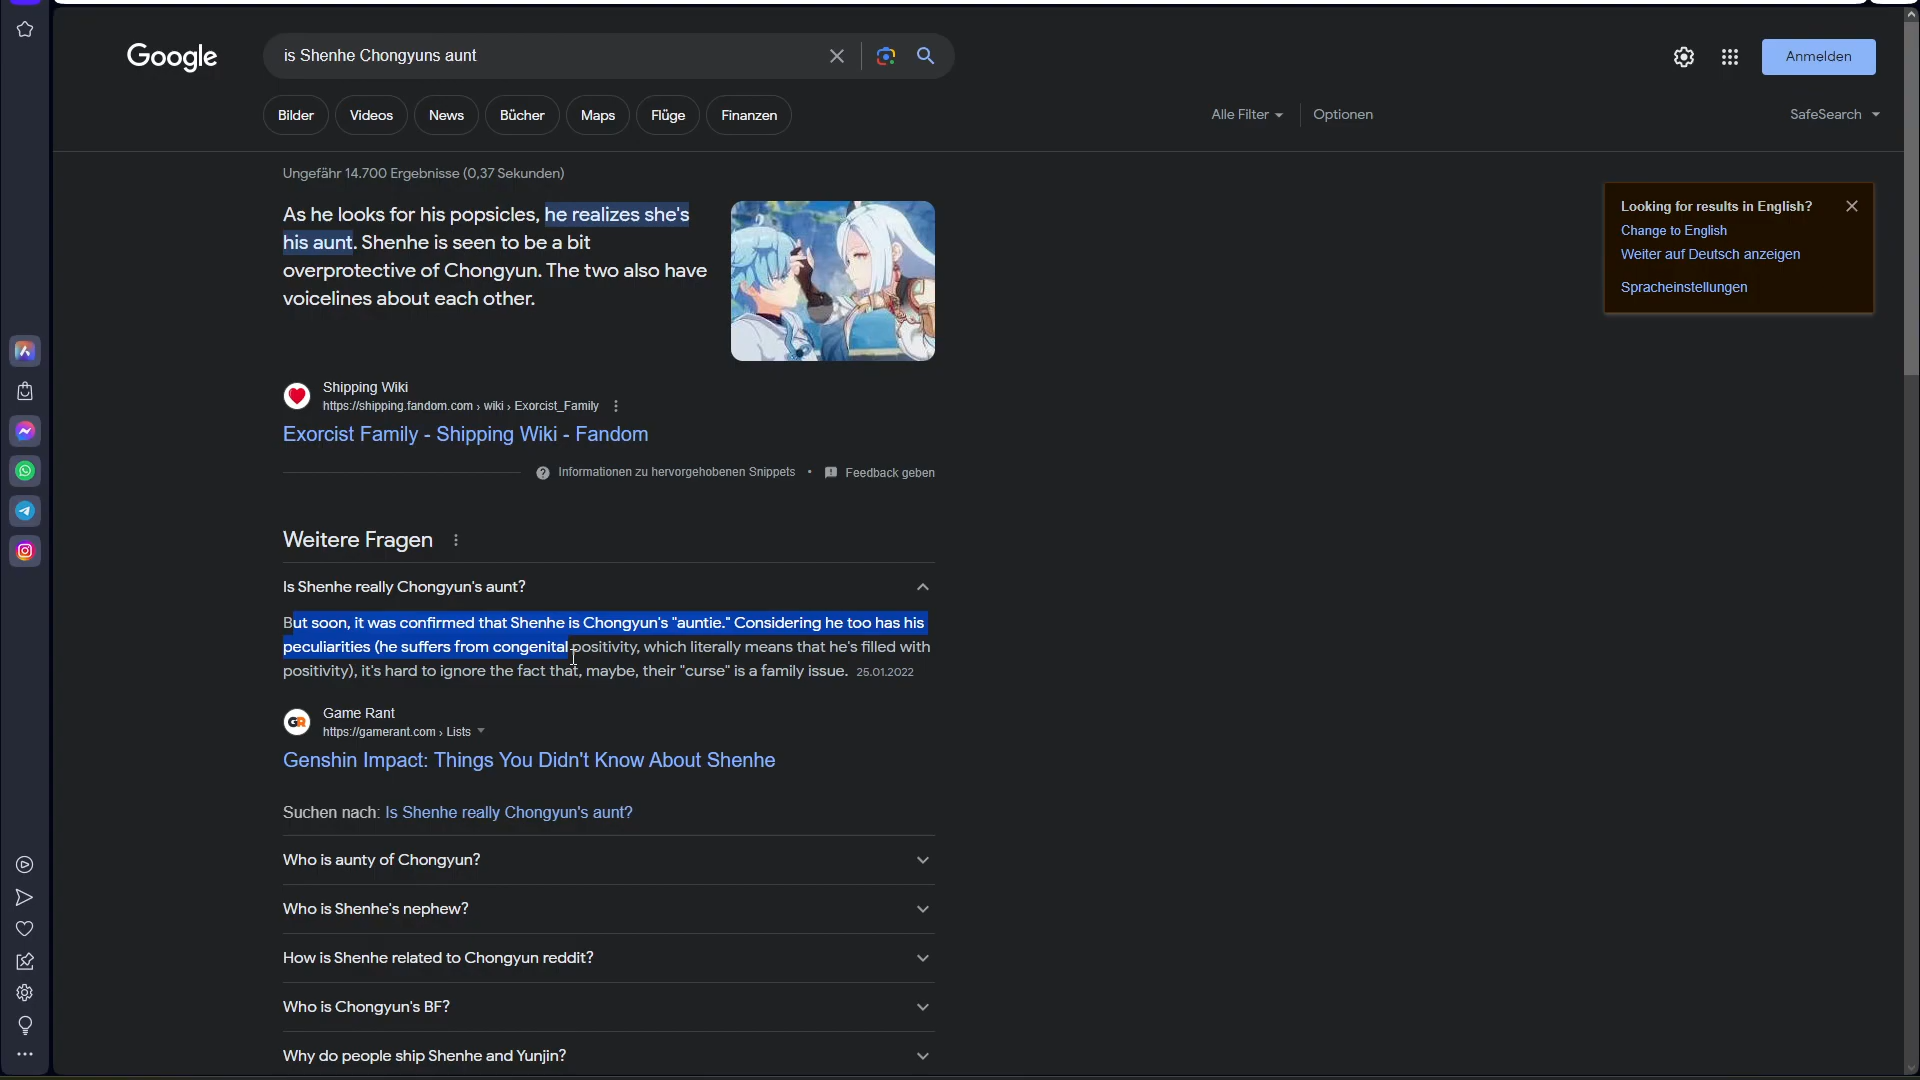 Google
is Shenhe Chongyuns aunt
Anmelden
Bilder
Videos
News
Bücher
Maps
Flüge
Finanzen
Alle Filter
Optionen
SafeSearch
Ungefähr 14.700 Ergebnisse (0,37 Sekunden)
As he looks for his popsicles, he realizes she's
his aunt. Shenhe is seen to be a bit
overprotective of Chongyun. The two also have
voicelines about each other.
Looking for results in English?
Change to English
Weiter auf Deutsch anzeigen
Spracheinstellungen
Shipping Wiki
https://shipping.fandom.com › wiki › Exorcist_Family
Exorcist Family - Shipping Wiki - Fandom
Informationen zu hervorgehobenen Snippets • Feedback geben
Weitere Fragen
Is Shenhe really Chongyun's aunt?
But soon, it was confirmed that Shenhe is Chongyun's "auntie." Considering he too has his
peculiarities (he suffers from congenital positivity, which literally means that he's filled with
positivity), it's hard to ignore the fact that, maybe, their "curse" is a family issue. 25.01.2022
GR
Game Rant
https://gamerant.com › Lists
Genshin Impact: Things You Didn't Know About Shenhe
Suchen nach: Is Shenhe really Chongyun's aunt?
Who is aunty of Chongyun?
Who is Shenhe's nephew?
How is Shenhe related to Chongyun reddit?
Who is Chongyun's BF?
Why do people ship Shenhe and Yunjin?